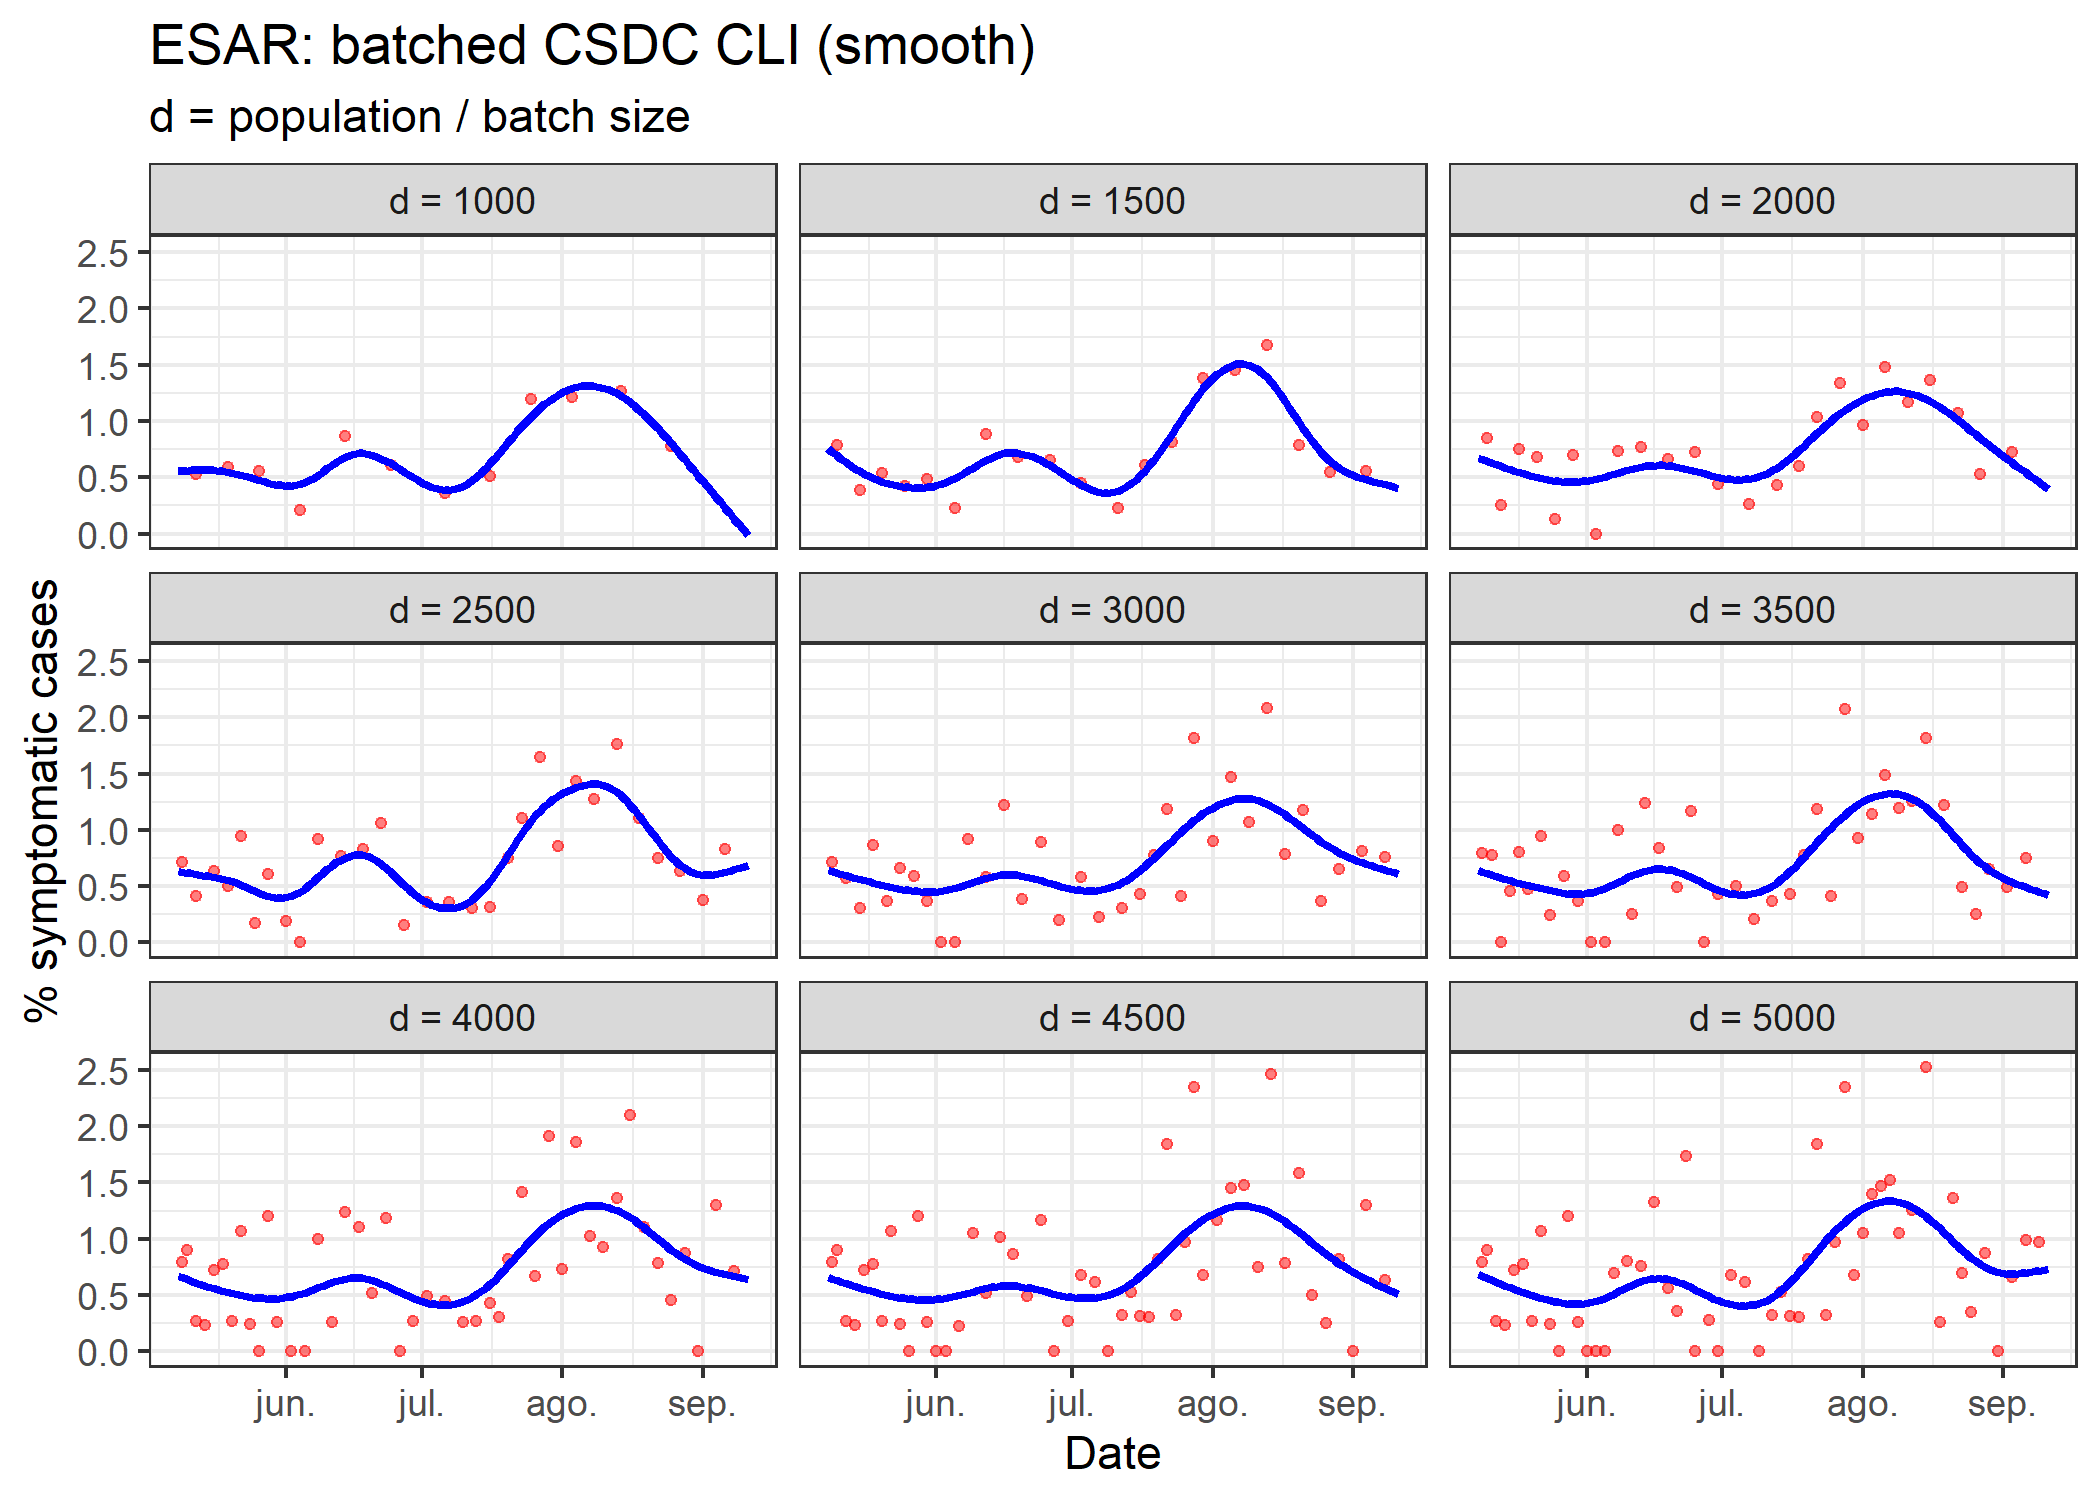 ESAR: batched CSDC CLI (smooth)
d = population / batch size
d = 1000
d = 1500
d = 2000
2.5
2.0
1.5
1.0
0.5
0.0
d = 2500
d = 3000
d = 3500
2.5
2.0
1.5
1.0
0.5
0.0
d = 4000
d = 4500
d = 5000
2.5
2.0
1.5
1.0
0.5
0.0
% symptomatic cases
jun. jul. ago. sep.
jun. jul. ago. sep.
jun. jul. ago. sep.
Date